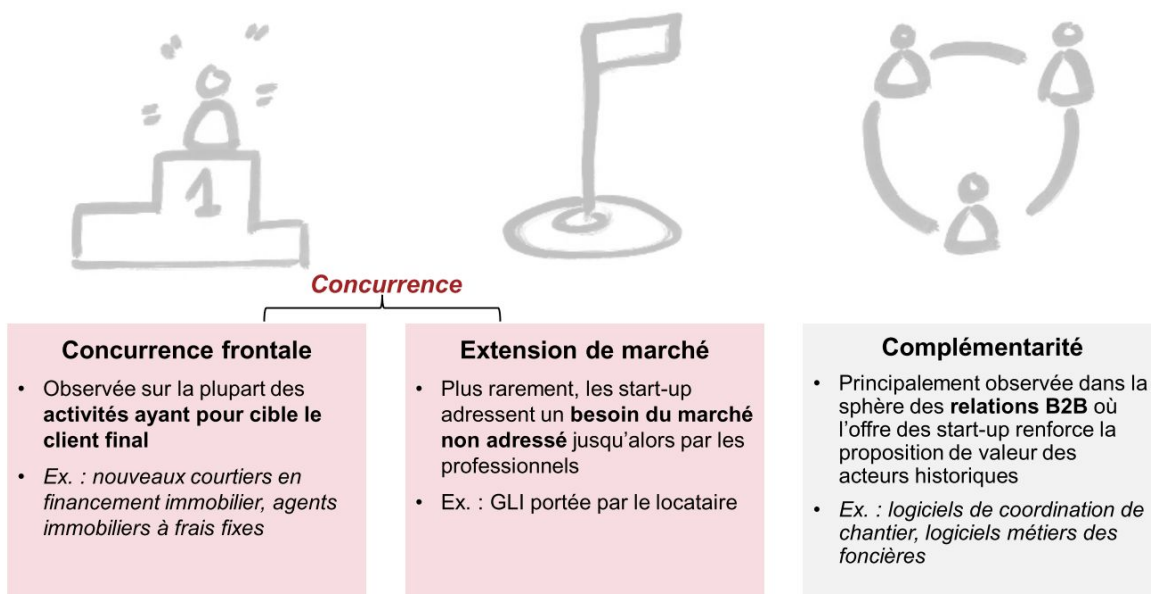 1
Concurrence
Concurrence frontale
• Observée sur la plupart des
activités ayant pour cible le
client final
• Ex. : nouveaux courtiers en
financement immobilier, agents
immobiliers à frais fixes
Extension de marché
• Plus rarement, les start-up
adressent un besoin du marché
non adressé jusqu'alors par les
professionnels
• Ex. : GLI portée par le locataire
Complémentarité
• Principalement observée dans la
sphère des relations B2B où
l'offre des start-up renforce la
proposition de valeur des
acteurs historiques
• Ex. : logiciels de coordination de
chantier, logiciels métiers des
foncières